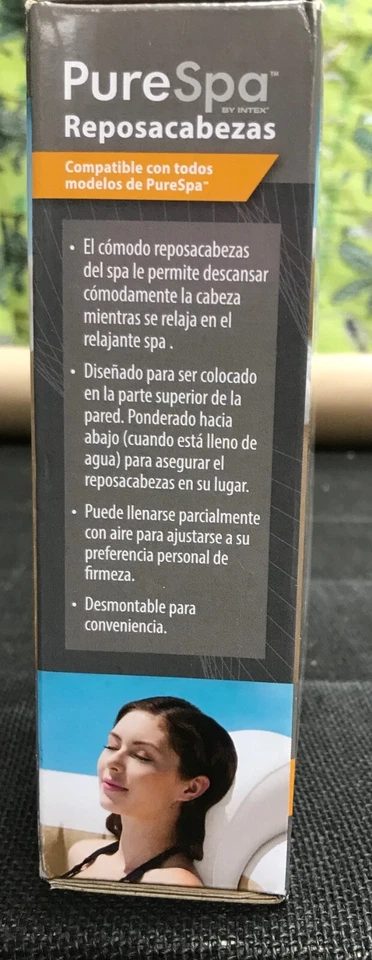 PureSpa™
BY INTEX®
Reposacabezas
Compatible con todos
modelos de PureSpa™
• El cómodo reposacabezas
del spa le permite descansar
cómodamente la cabeza
mientras se relaja en el
relajante spa .
• Diseñado para ser colocado
en la parte superior de la
pared. Ponderado hacia
abajo (cuando está lleno de
agua) para asegurar el
reposacabezas en su lugar.
• Puede llenarse parcialmente
con aire para ajustarse a su
preferencia personal de
firmeza.
• Desmontable para
conveniencia.